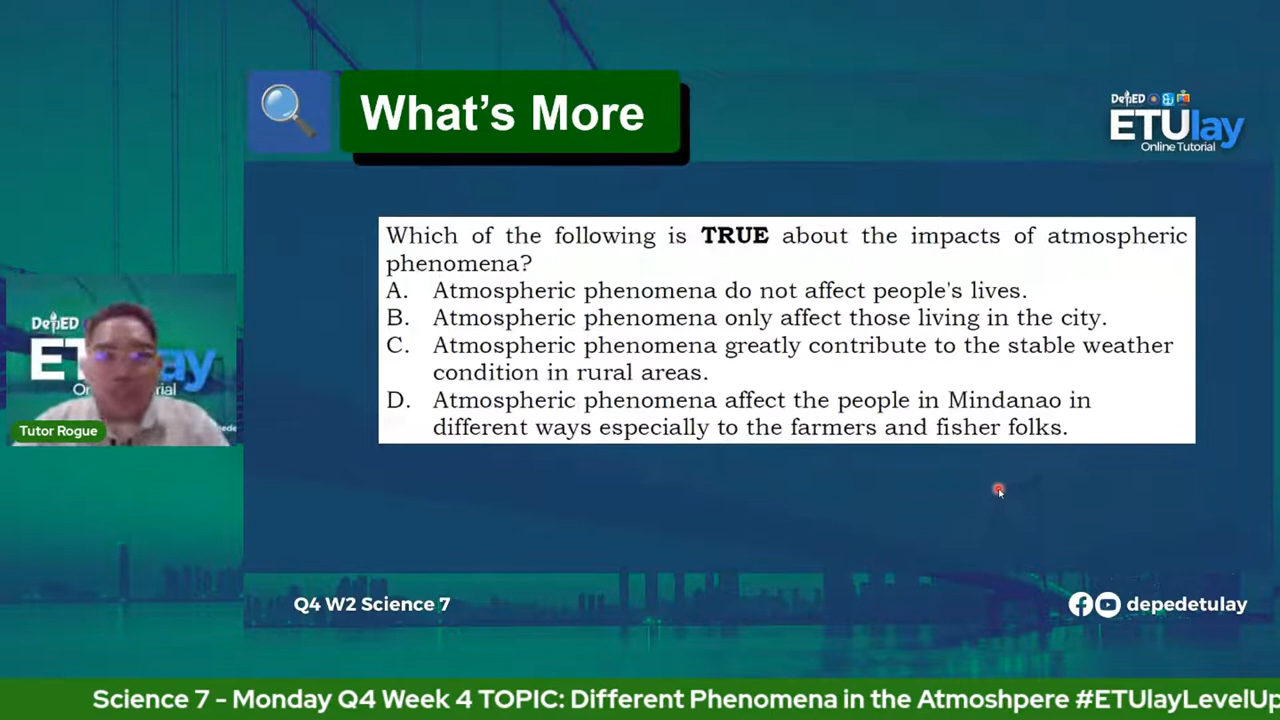 What's More
DepED
ETUlay
Online Tutorial
Which of the following is TRUE about the impacts of atmospheric
phenomena?
A. Atmospheric phenomena do not affect people's lives.
B. Atmospheric phenomena only affect those living in the city.
C. Atmospheric phenomena greatly contribute to the stable weather
condition in rural areas.
D. Atmospheric phenomena affect the people in Mindanao in
different ways especially to the farmers and fisher folks.
DepED
Tutor Rogue
Q4 W2 Science 7
depedetulay
Science 7 - Monday Q4 Week 4 TOPIC: Different Phenomena in the Atmoshpere #ETUlayLevelUp